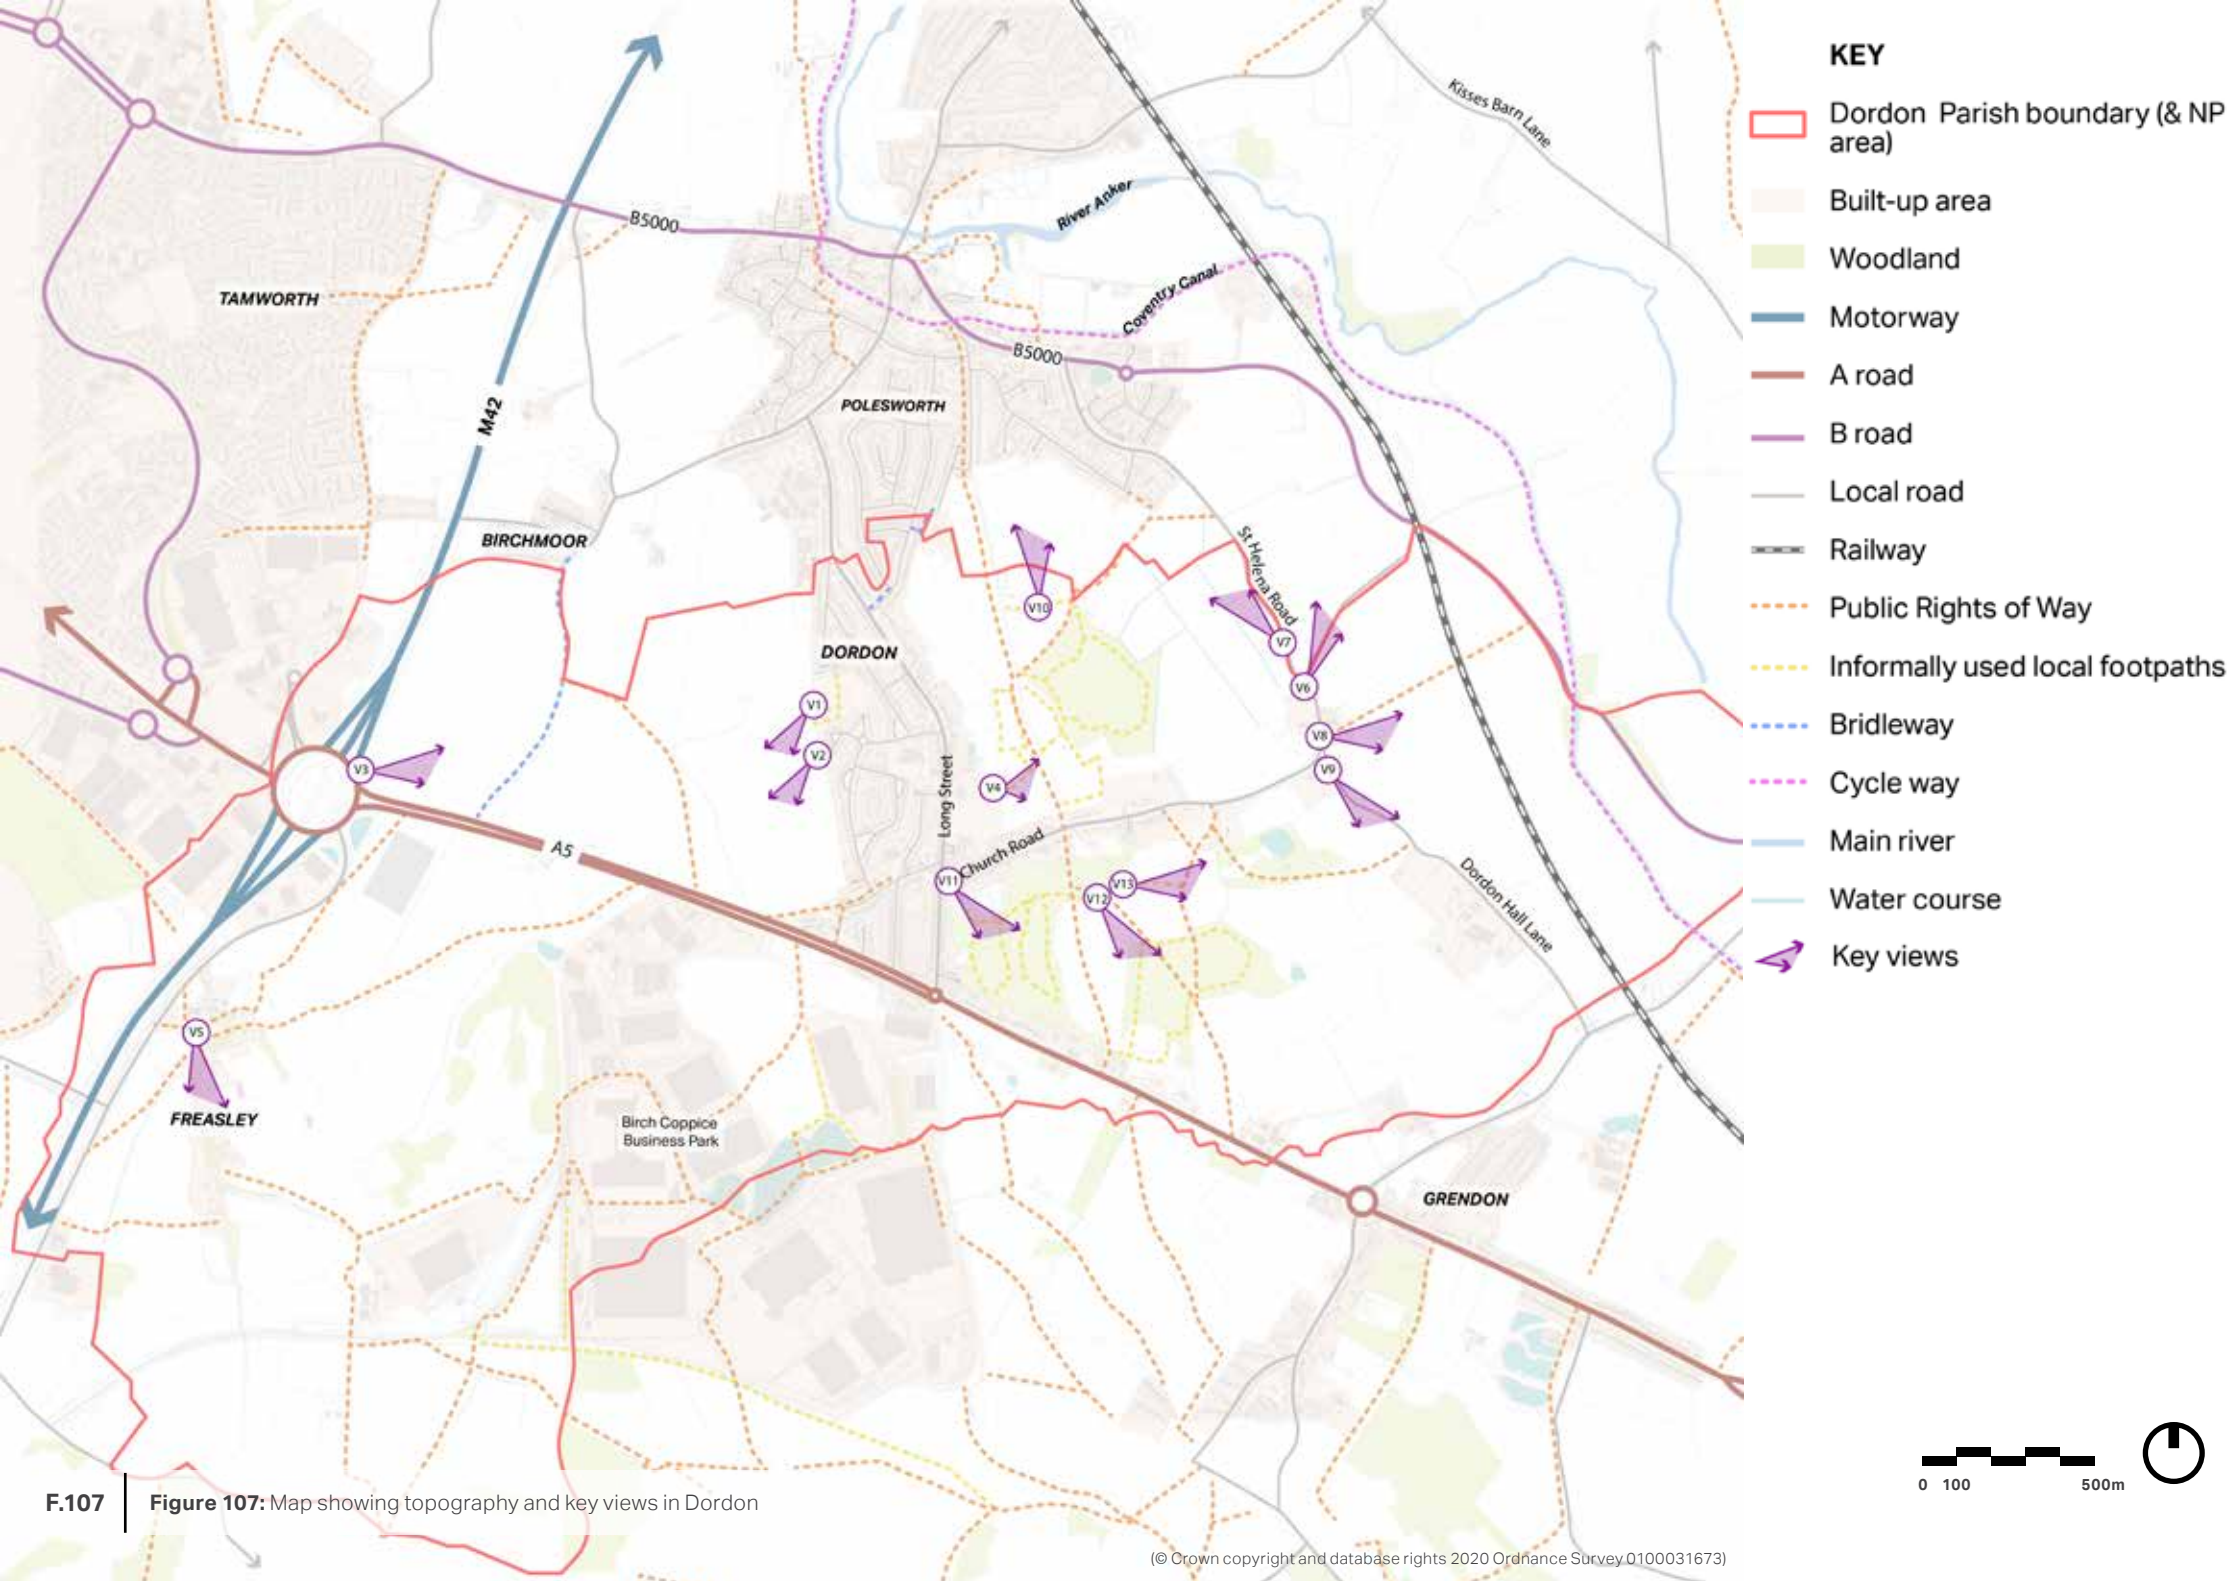 KEY
Dordon Parish boundary (& NP
area)
Built-up area
Woodland
Motorway
A road
B road
Local road
Railway
Public Rights of Way
Informally used local footpaths
Bridleway
Cycle way
Main river
Water course
Key views
0 100 500m
Kisses Barn Lane
River Anker
B5000
Coventry Canal
TAMWORTH
B5000
M42
POLESWORTH
BIRCHMOOR
St Helena Road
V10
V7
DORDON
V6
V1
V8
V2
V3
V9
V4
Long Street
A5
Church Road
V11
V13
V12
Dordon Hall Lane
V5
FREASLEY
Birch Coppice
Business Park
GRENDON
F.107
Figure 107: Map showing topography and key views in Dordon
(© Crown copyright and database rights 2020 Ordnance Survey 0100031673)